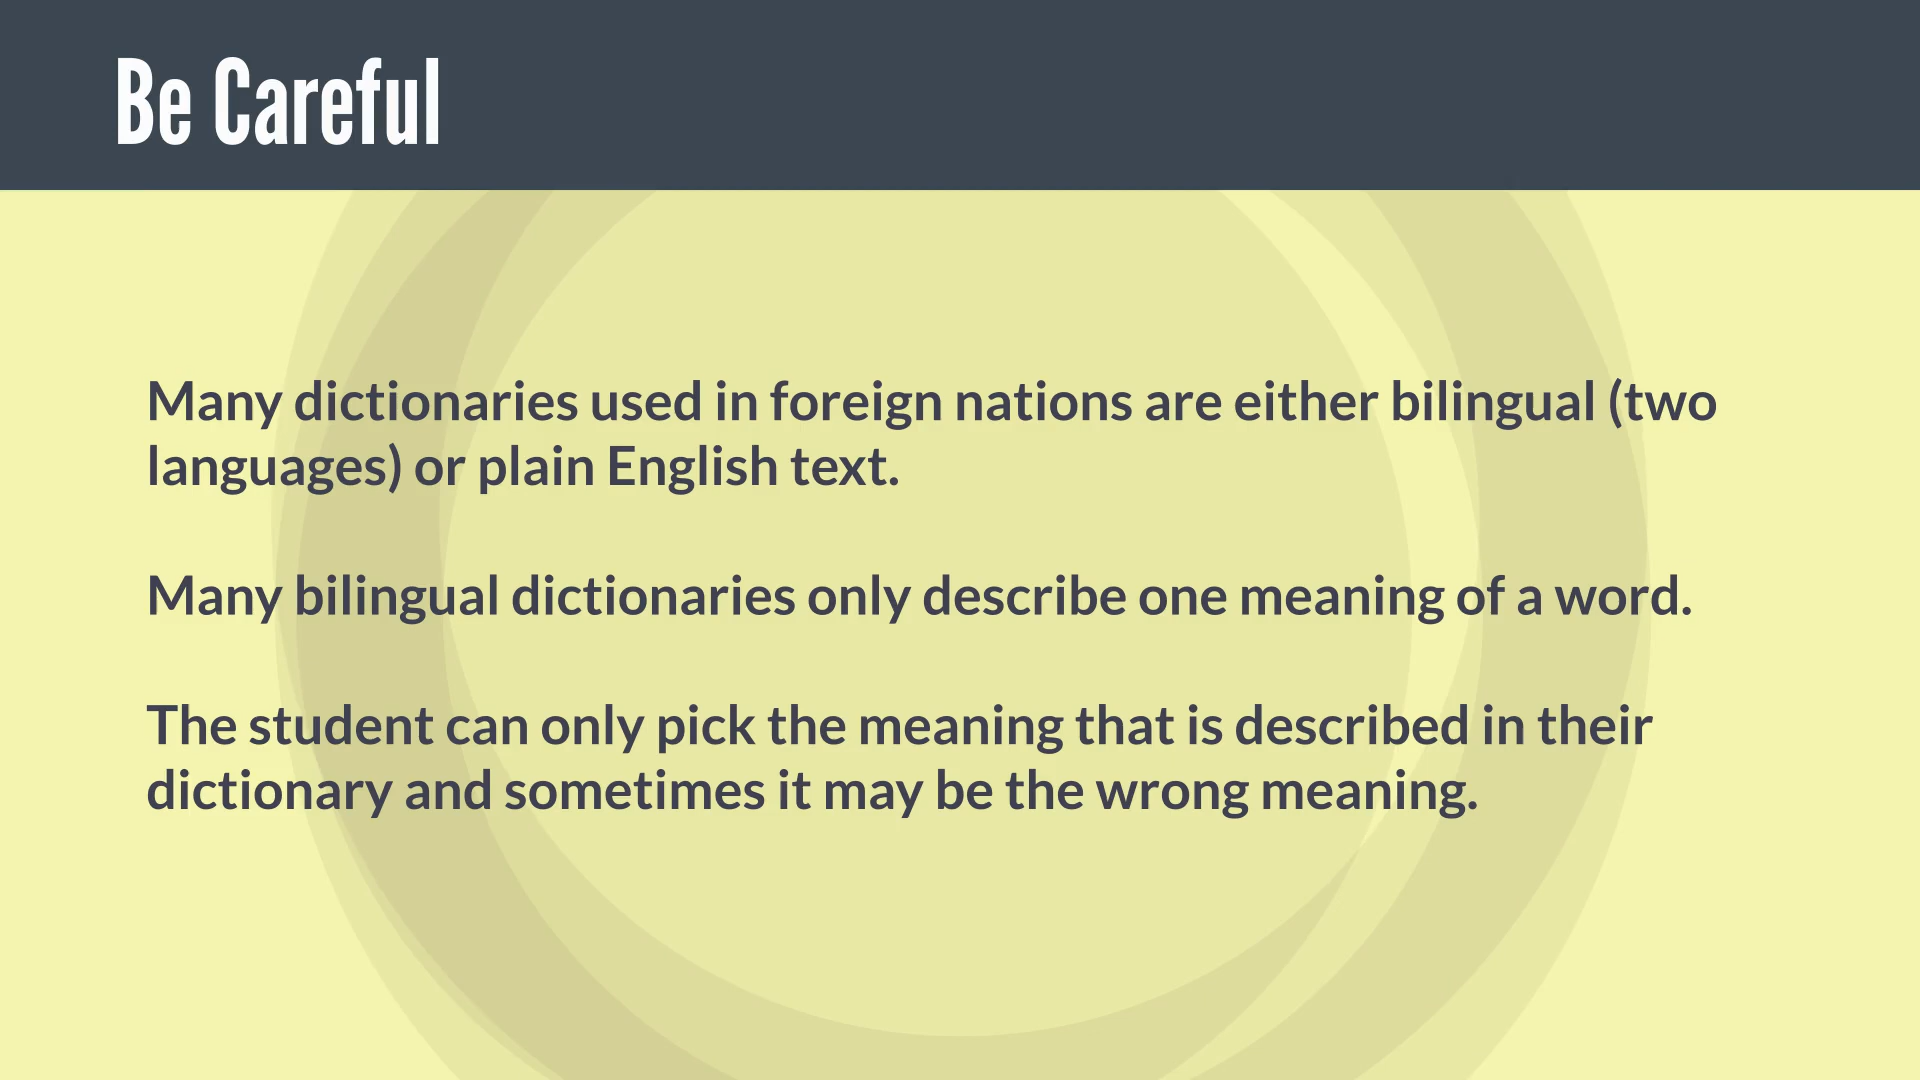 Be Careful
Many dictionaries used in foreign nations are either bilingual (two
languages) or plain English text.
Many bilingual dictionaries only describe one meaning of a word.
The student can only pick the meaning that is described in their
dictionary and sometimes it may be the wrong meaning.